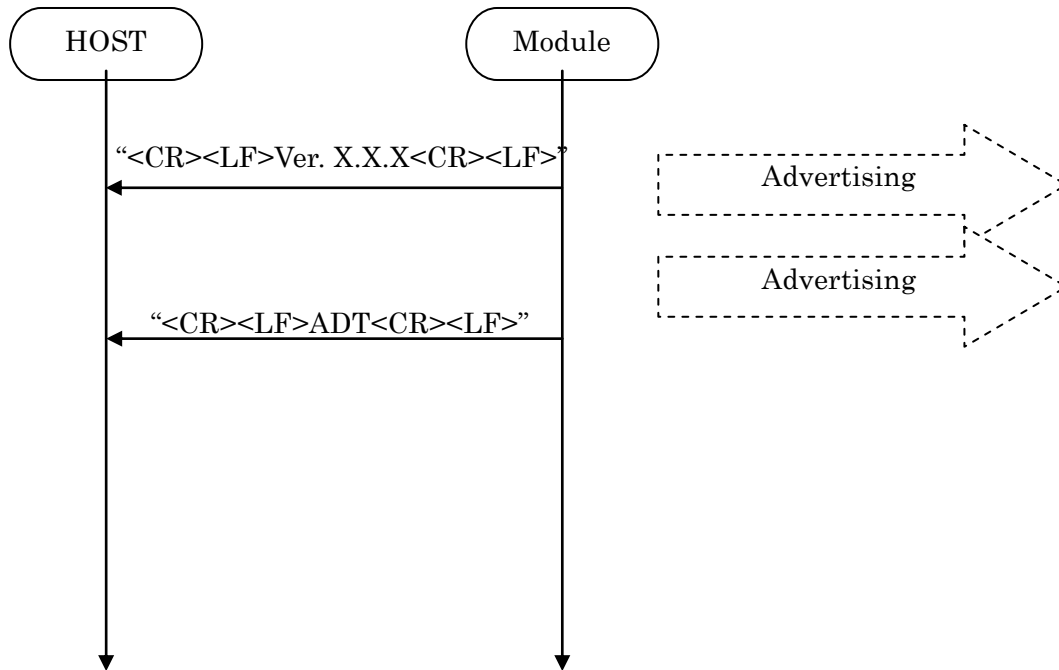 HOST
Module
“<CR><LF>Ver. X.X.X<CR><LF>”
Advertising
Advertising
“<CR><LF>ADT<CR><LF>”